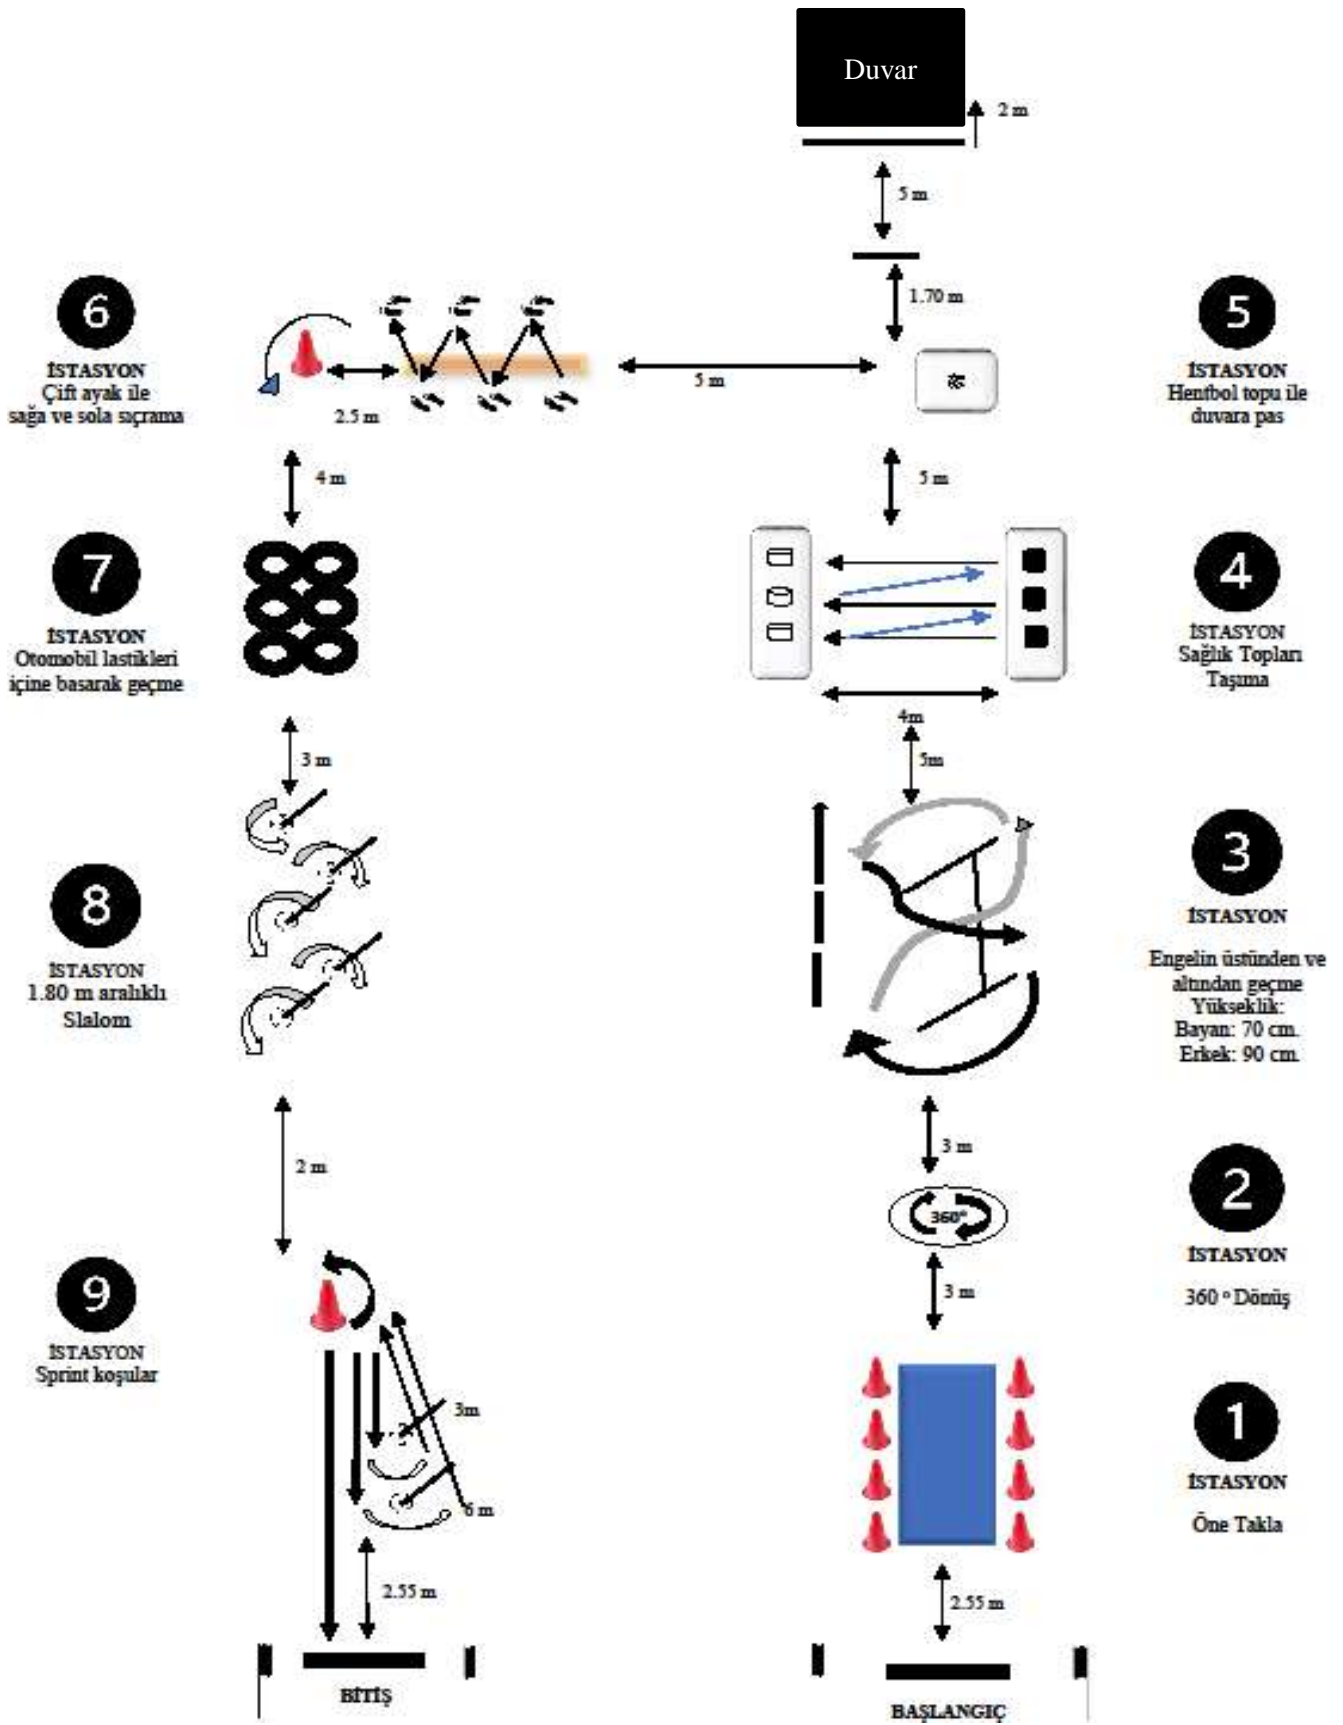 Duvar
2 m
5 m
1.70 m
6
İSTASYON
Çift ayak ile
sağa ve sola sıçrama
2.5 m
5 m
5
İSTASYON
Hentbol topu ile
duvara pas
4 m
5 m
7
İSTASYON
Otomobil lastikleri
içine basarak geçme
4
İSTASYON
Sağlık Topları
Taşıma
4m
3 m
5m
8
İSTASYON
1.80 m aralıklı
Slalom
3
İSTASYON
Engelin üstünden ve
altından geçme
Yükseklik:
Bayan: 70 cm.
Erkek: 90 cm.
2 m
3 m
360°
2
İSTASYON
360 º Dönüş
3 m
9
İSTASYON
Sprint koşular
3m
6 m
2.55 m
1
İSTASYON
Öne Takla
2.55 m
BİTİŞ
BAŞLANGIÇ